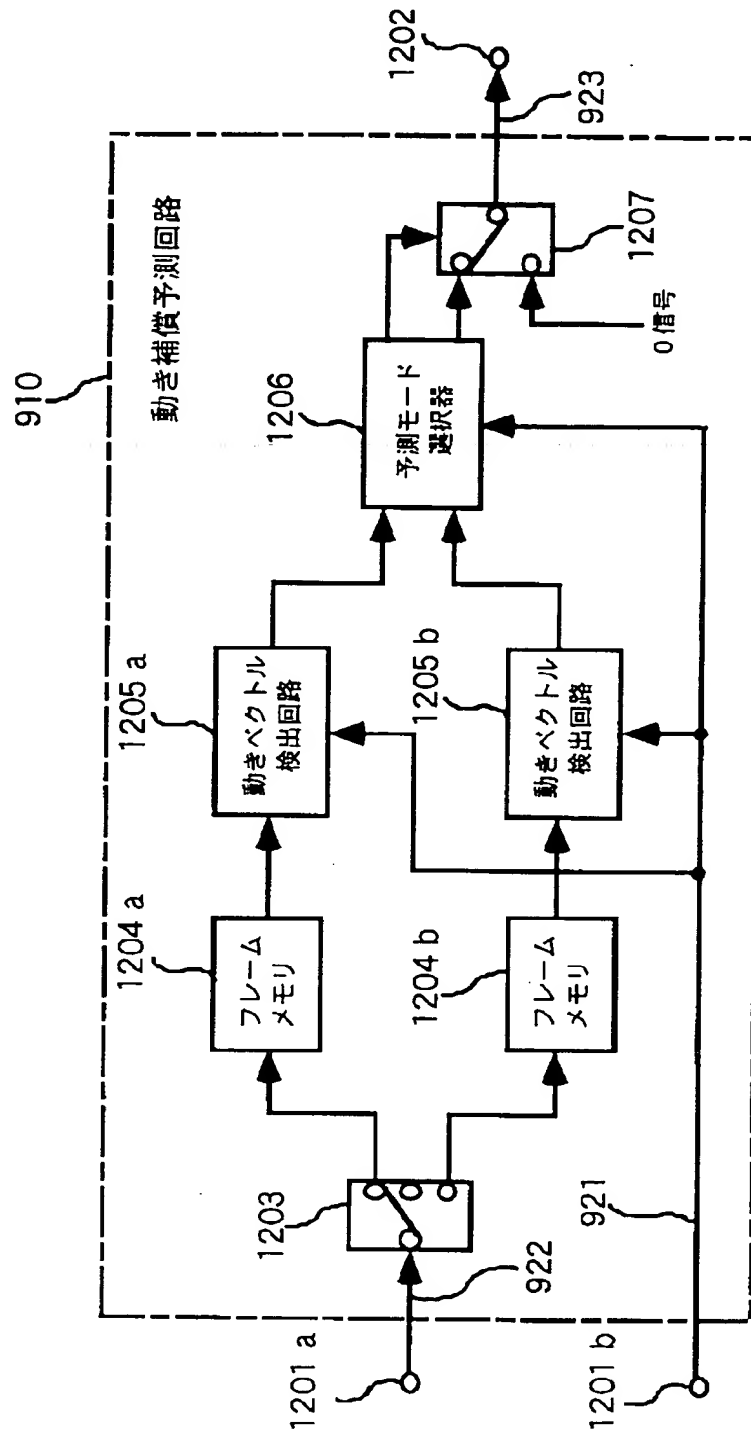 910
動き補償予測回路
1201 a
922
1203
1204 a
フレーム
メモリ
1204 b
フレーム
メモリ
1205 a
動きベクトル
検出回路
1205 b
動きベクトル
検出回路
1206
予測モード
選択器
1207
0 信号
923
1202
1201 b
921